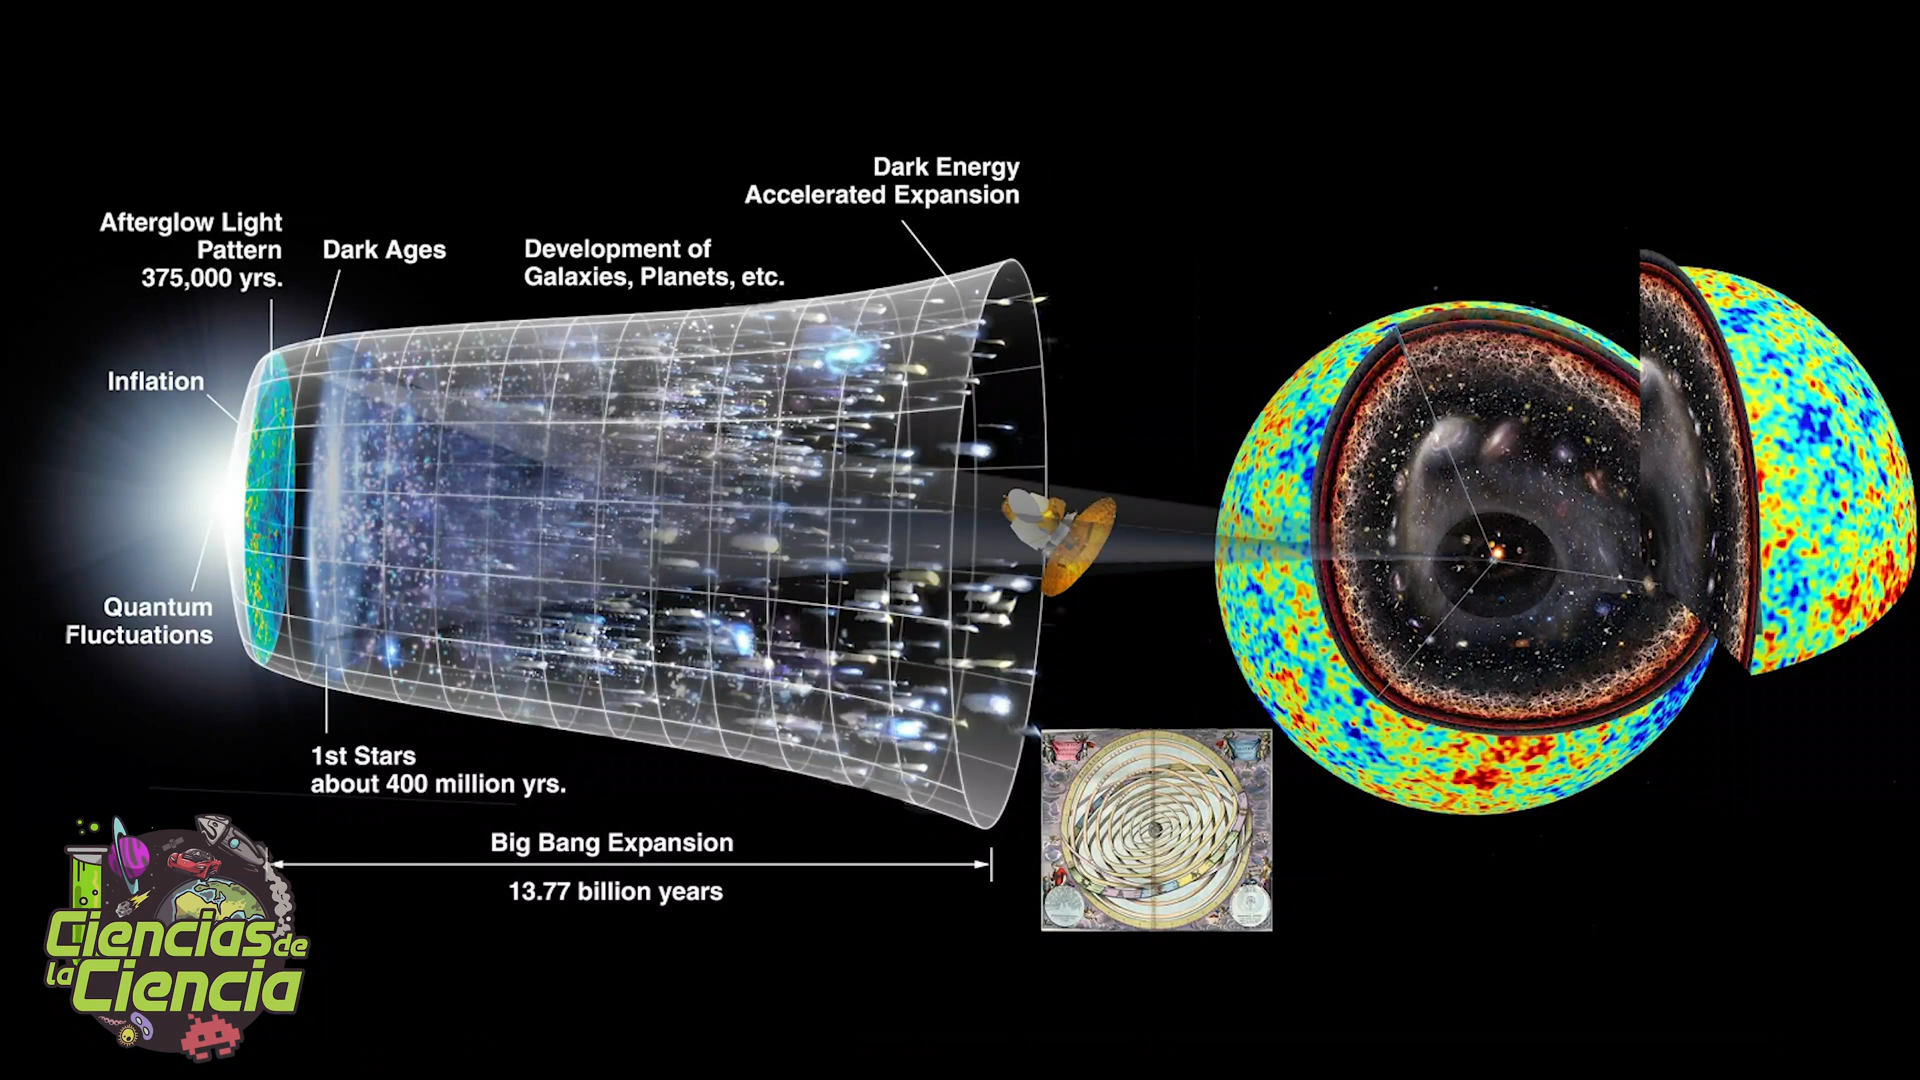 Dark Energy
Accelerated Expansion
Afterglow Light
Pattern
375,000 yrs.
Dark Ages
Development of
Galaxies, Planets, etc.
Inflation
Quantum
Fluctuations
1st Stars
about 400 million yrs.
Big Bang Expansion
13.77 billion years
Ciencias de
la Ciencia